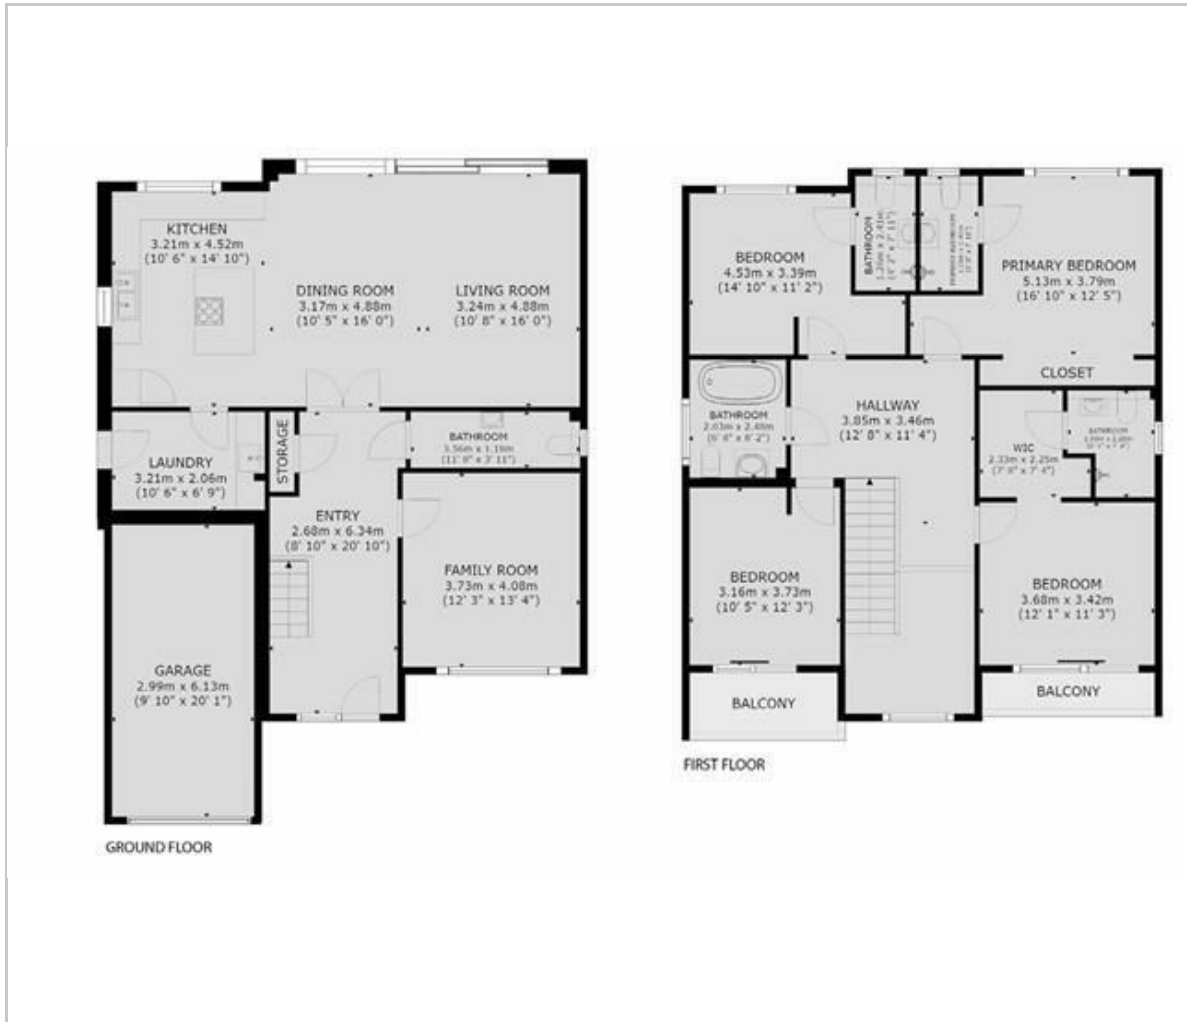 KITCHEN
3.21m x 4.52m
(10' 6" x 14' 10")
DINING ROOM
3.17m x 4.88m
(10' 5" x 16' 0")
LIVING ROOM
3.24m x 4.88m
(10' 8" x 16' 0")
LAUNDRY
3.21m x 2.06m
(10' 6" x 6' 9")
STORAGE
BATHROOM
3.56m x 1.19m
(11' 8" x 3' 11")
ENTRY
2.68m x 6.34m
(8' 10" x 20' 10")
FAMILY ROOM
3.73m x 4.08m
(12' 3" x 13' 4")
GARAGE
2.99m x 6.13m
(9' 10" x 20' 1")
GROUND FLOOR
BEDROOM
4.53m x 3.39m
(14' 10" x 11' 2")
BATHROOM
PRIMARY BEDROOM
5.13m x 3.79m
(16' 10" x 12' 5")
CLOSET
BATHROOM
2.03m x 2.48m
(6' 8" x 8' 2")
HALLWAY
3.85m x 3.46m
(12' 8" x 11' 4")
WIC
2.33m x 2.25m
(7' 8" x 7' 4")
BATHROOM
BEDROOM
3.16m x 3.73m
(10' 5" x 12' 3")
BEDROOM
3.68m x 3.42m
(12' 1" x 11' 3")
BALCONY
BALCONY
FIRST FLOOR